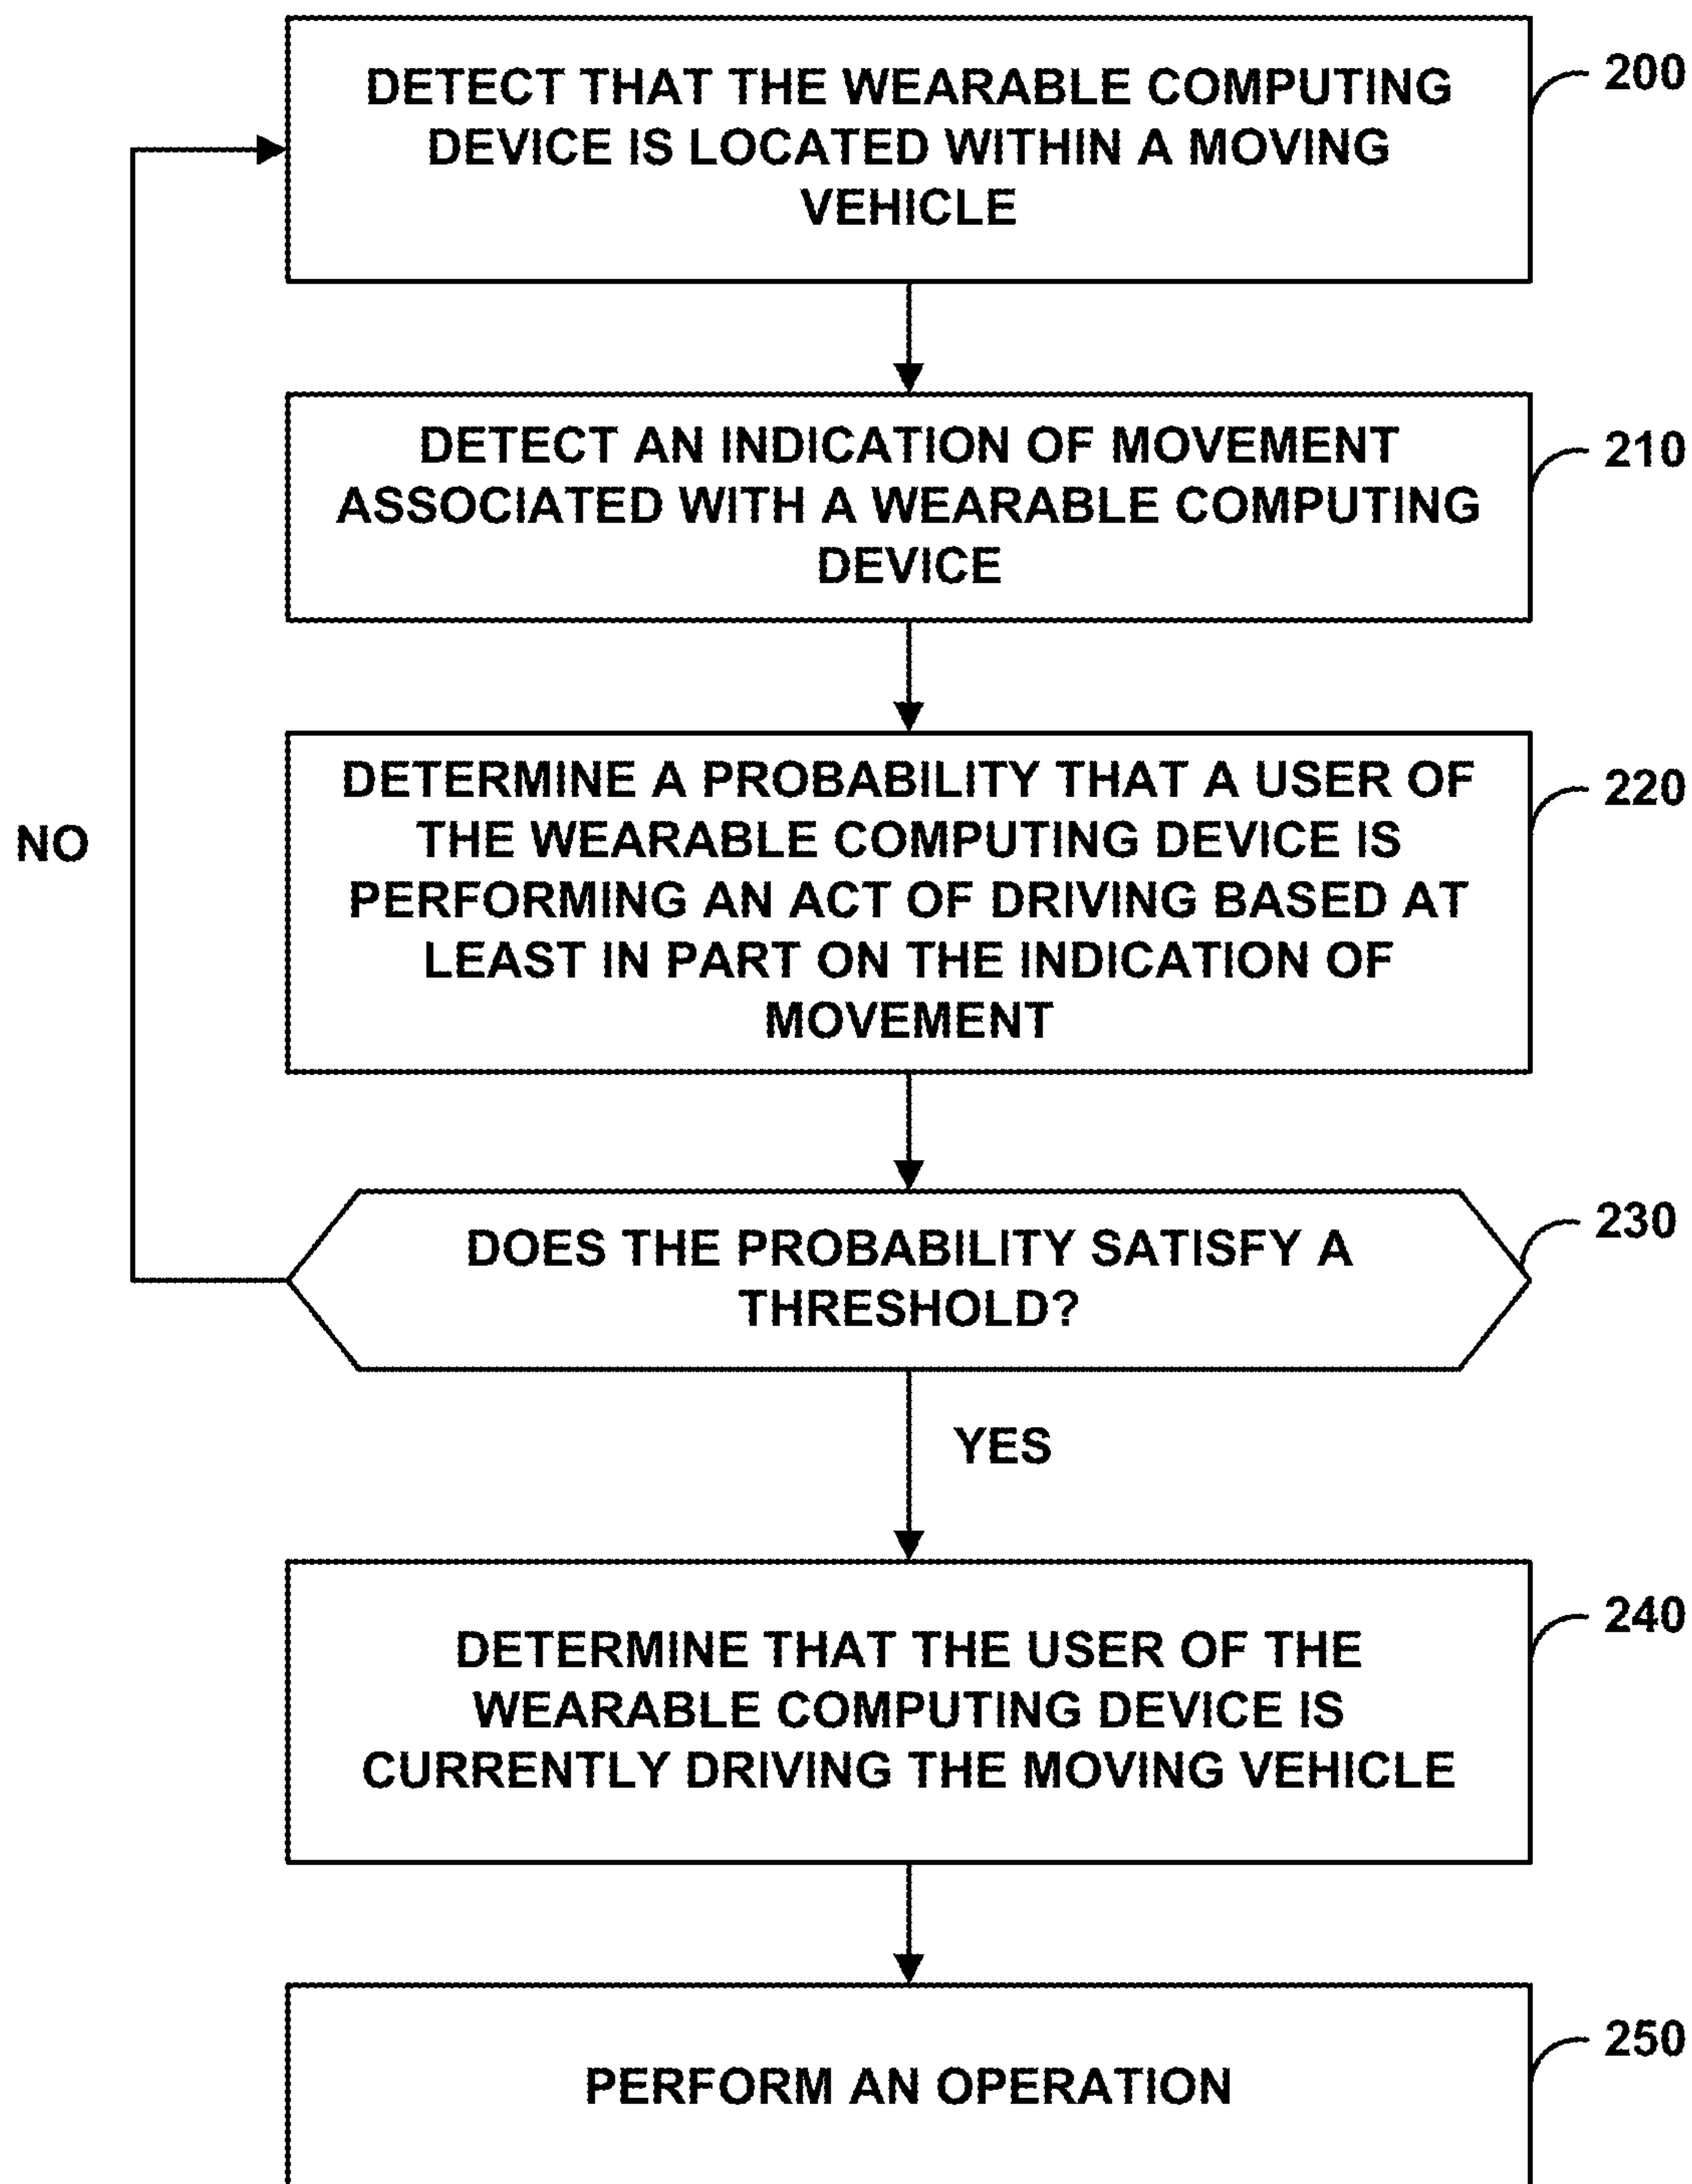 DETECT THAT THE WEARABLE COMPUTING
DEVICE IS LOCATED WITHIN A MOVING
VEHICLE
200
DETECT AN INDICATION OF MOVEMENT
ASSOCIATED WITH A WEARABLE COMPUTING
DEVICE
210
DETERMINE A PROBABILITY THAT A USER OF
THE WEARABLE COMPUTING DEVICE IS
PERFORMING AN ACT OF DRIVING BASED AT
LEAST IN PART ON THE INDICATION OF
MOVEMENT
220
NO
DOES THE PROBABILITY SATISFY A
THRESHOLD?
230
YES
DETERMINE THAT THE USER OF THE
WEARABLE COMPUTING DEVICE IS
CURRENTLY DRIVING THE MOVING VEHICLE
240
PERFORM AN OPERATION
250